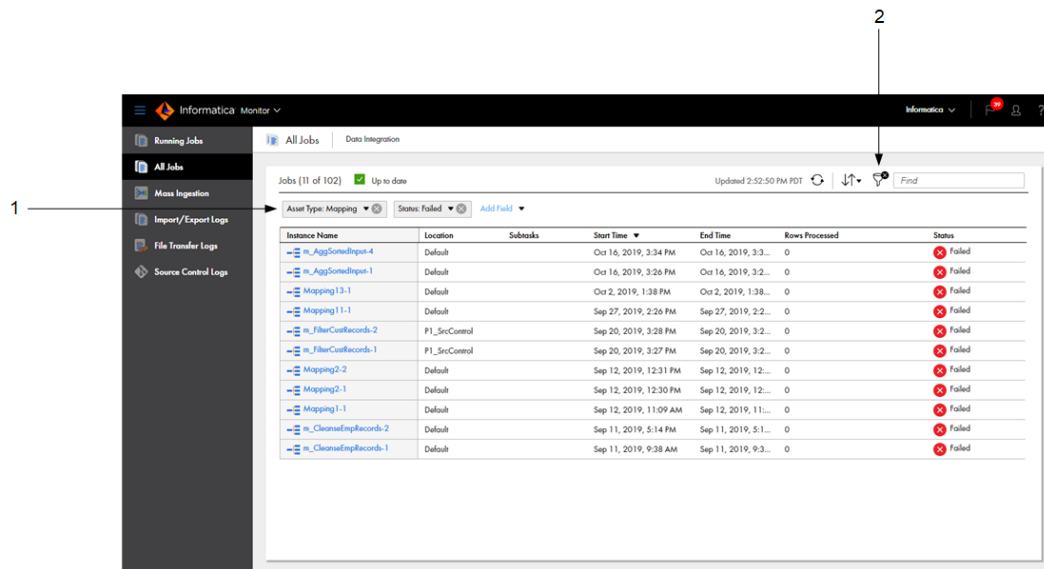 2
Informatica Monitor
Informatica
39
?
Running Jobs
All Jobs
Data Integration
All Jobs
Jobs (11 of 102) Up to date
Updated 2:52:50 PM PDT
Find
Mass Ingestion
1
Asset Type: Mapping
Status: Failed
Add Field
Import/Export Logs
File Transfer Logs
Source Control Logs
Instance Name Location Subtasks Start Time End Time Rows Processed Status
m_AggSortedInput-4 Default Oct 16, 2019, 3:34 PM Oct 16, 2019, 3:3... 0 Failed
m_AggSortedInput-1 Default Oct 16, 2019, 3:26 PM Oct 16, 2019, 3:2... 0 Failed
Mapping13-1 Default Oct 2, 2019, 1:38 PM Oct 2, 2019, 1:38... 0 Failed
Mapping11-1 Default Sep 27, 2019, 2:26 PM Sep 27, 2019, 2:2... 0 Failed
m_FilterCustRecords-2 P1_SrcControl Sep 20, 2019, 3:28 PM Sep 20, 2019, 3:2... 0 Failed
m_FilterCustRecords-1 P1_SrcControl Sep 20, 2019, 3:27 PM Sep 20, 2019, 3:2... 0 Failed
Mapping2-2 Default Sep 12, 2019, 12:31 PM Sep 12, 2019, 12:... 0 Failed
Mapping2-1 Default Sep 12, 2019, 12:30 PM Sep 12, 2019, 12:... 0 Failed
Mapping1-1 Default Sep 12, 2019, 11:09 AM Sep 12, 2019, 11:... 0 Failed
m_CleanseEmpRecords-2 Default Sep 11, 2019, 5:14 PM Sep 11, 2019, 5:1... 0 Failed
m_CleanseEmpRecords-1 Default Sep 11, 2019, 9:38 AM Sep 11, 2019, 9:3... 0 Failed